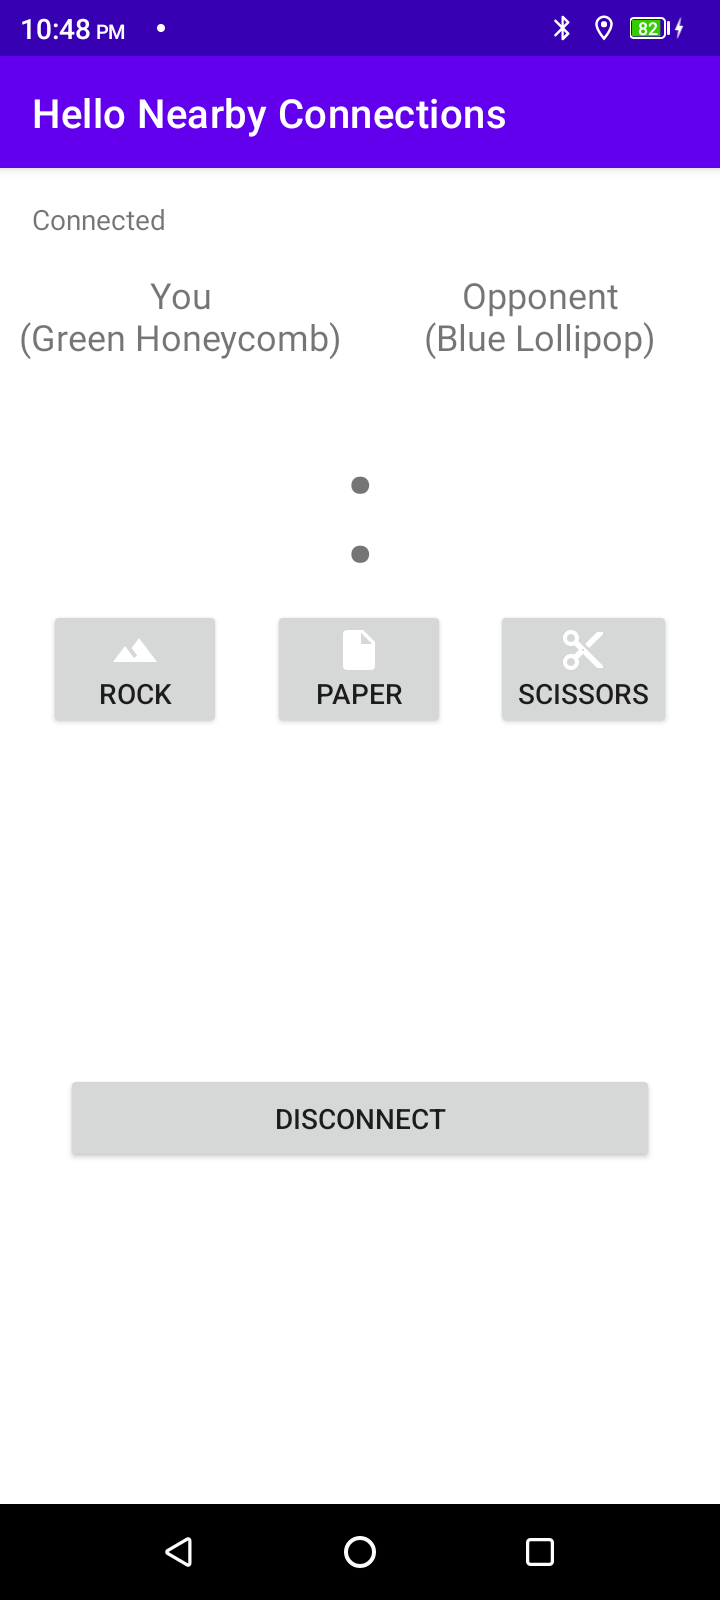 10:48 PM
82
Hello Nearby Connections
Connected
You
(Green Honeycomb)
Opponent
(Blue Lollipop)
:
ROCK
PAPER
SCISSORS
DISCONNECT